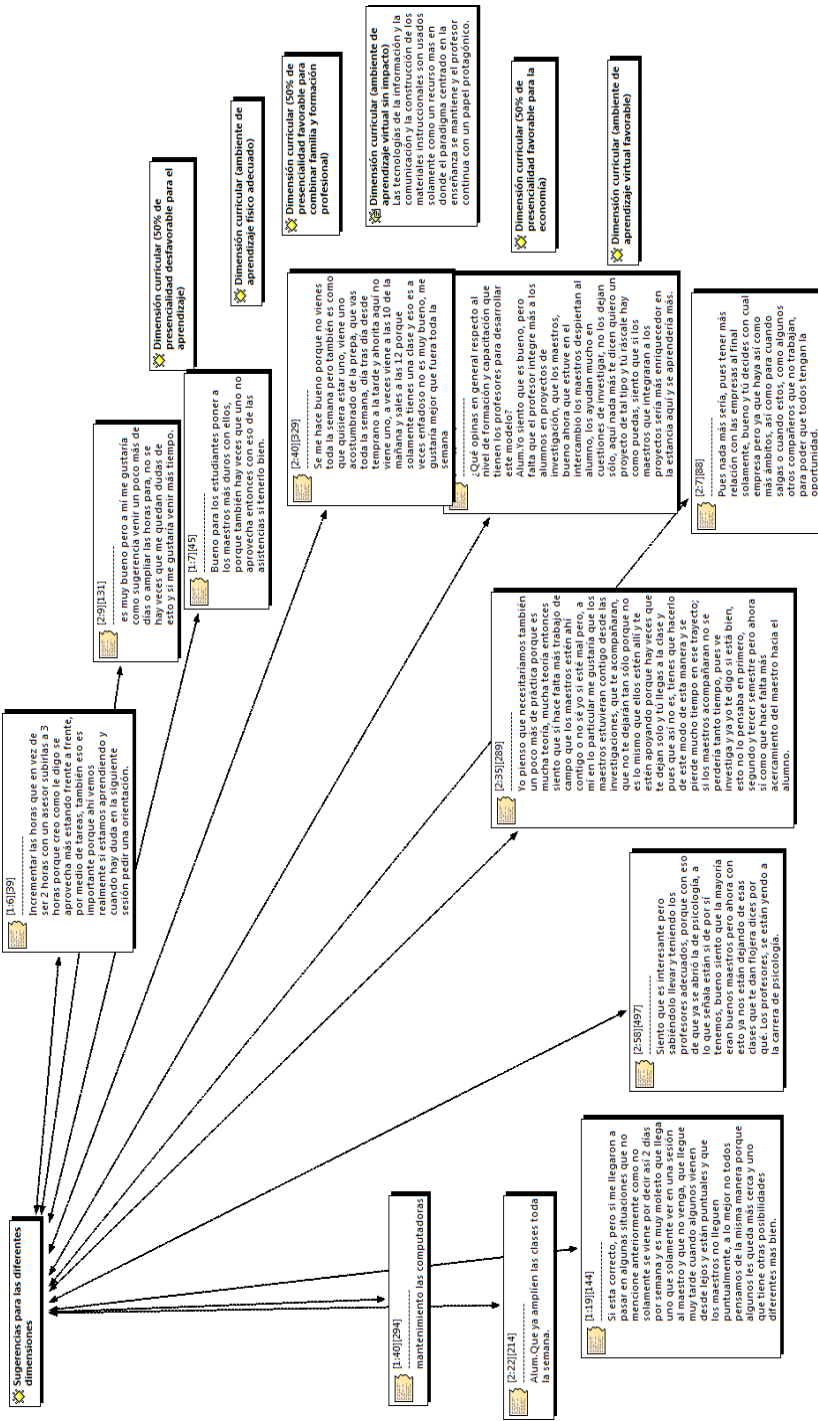 Sugerencias para las diferentes
dimensiones
[1:6][39]
Incrementar las horas que en vez de
ser 2 horas con un asesor subirlas a 3
horas porque creo como le digo se
aprovecha más estando frente a frente,
por medio de tareas, también eso es
importante porque ahí vemos
realmente si estamos aprendiendo y
cuando hay duda en la siguiente
sesión pedir una orientación.
[2:9][131]
es muy bueno pero a mí me gustaría
como sugerencia venir un poco más de
días o ampliar las horas para, no se
hay veces que me quedan dudas de
esto y si me gustaría venir más tiempo.
Dimensión curricular (50% de
presencialidad desfavorable para el
aprendizaje)
[1:7][45]
Bueno para los estudiantes poner a
los maestros más duros con ellos,
porque también hay veces que uno no
aprovecha entonces con eso de las
asistencias si tenerlo bien.
Dimensión curricular (ambiente de
aprendizaje físico adecuado)
[2:40][329]
Se me hace bueno porque no vienes
toda la semana pero también es como
que quisiera estar uno, viene uno
acostumbrado de la prepa, que vas
toda la semana, día tras día desde
temprano a la tarde y ahorita aquí no
viene uno, a veces viene a las 10 de la
mañana y sales a las 12 porque
solamente tienes una clase y eso es a
veces enfadoso no es muy bueno, me
gustaría mejor que fuera toda la
semana
Dimensión curricular (50% de
presencialidad favorable para
combinar familia y formación
profesional)
Dimensión curricular (ambiente de
aprendizaje virtual sin impacto)
Las tecnologías de la información y la
comunicación y la construcción de los
materiales instruccionales son usados
solamente como un recurso mas en
donde el paradigma centrado en la
enseñanza se mantiene y el profesor
continua con un papel protagónico.
¿Qué opinas en general respecto al
nivel de formación y capacitación que
tienen los profesores para desarrollar
este modelo?
Alum.Yo siento que es bueno, pero
falta que el profesor integre más a los
alumnos en proyectos de
investigación, que los maestros,
bueno ahora que estuve en el
intercambio los maestros despiertan al
alumno, le ayudan mucho en
cuestiones de investigar, no los dejan
sólo, aquí nada más te dicen quiero un
proyecto de tal tipo y tú ráscale hay
como puedas, siento que si los
maestros que integraran a los
proyectos sería más enriquecedor en
la estancia aquí y se apriequeería más.
Dimensión curricular (50% de
presencialidad favorable para la
economía)
Dimensión curricular (ambiente de
aprendizaje virtual favorable)
[2:7][88]
Pues nada más sería, pues tener más
relación con las empresas al final
solamente, bueno y tú decides con cual
empresa pero ya que haya así como
más ámbitos, así como para cuando
salgas o cuando estos, como algunos
otros compañeros que no trabajan,
para poder que todos tengan la
oportunidad.
[2:35][289]
Yo pienso que necesitaríamos también
un poco más de práctica porque es
mucha teoría, mucha teoría entonces
siento que si hace falta más trabajo de
campo que los maestros estén ahí
contigo o no sé yo si esté mal pero, a
mí en lo particular me gustaría que los
maestros estuvieran contigo desde las
investigaciones, que te acompañaran,
que no te dejarán tan sólo porque no
es lo mismo que ellos estén allí y te
estén apoyando porque hay veces que
te dejan solo y tú llegas a la clase y
pues que así no es, tienes que hacerlo
de este modo de esta manera y se
pierde mucho tiempo en ese trayecto;
si los maestros acompañaran no se
perdería tanto tiempo, pues ve
investiga y ya yo te digo si está bien,
esto no lo pensaba en primero,
segundo y tercer semestre pero ahora
sí como que hace falta más
acercamiento del maestro hacia el
alumno.
[2:58][497]
Siento que es interesante pero
sabiéndolo llevar y teniendo los
profesores adecuados, porque con eso
de que ya se abrió la de psicología, a
lo que señala están si de por sí
tenemos, bueno siento que la mayoría
eran buenos maestros pero ahora con
esto ya nos están dejando de esas
clases que te dan flojera dices por
qué. Los profesores, se están yendo a
la carrera de psicología.
[1:40][294]
mantenimiento las computadoras
[2:22][214]
Alum.Que ya amplíen las clases toda
la semana.
[1:19][144]
Si esta correcto, pero si me llegaron a
pasar en algunas situaciones que no
mencione anteriormente como no
solamente se viene por decir así 2 días
por semana y es muy molesto que llega
uno que solamente ver en una sesión
al maestro y que no venga, que llegue
muy tarde cuando algunos vienen
desde lejos y están puntuales y que
los maestros no lleguen
puntualmente, a lo mejor no todos
pensamos de la misma manera porque
algunos les queda más cerca y uno
que tiene otras posibilidades
diferentes mas bien.